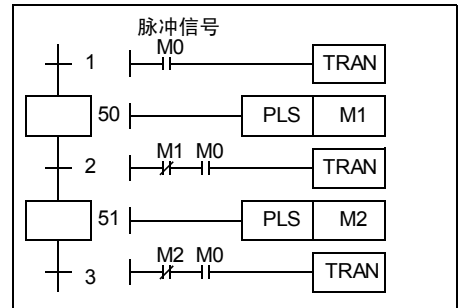 脉冲信号
M0
1 TRAN
50 PLS M1
M1 M0
2 TRAN
51 PLS M2
M2 M0
3 TRAN